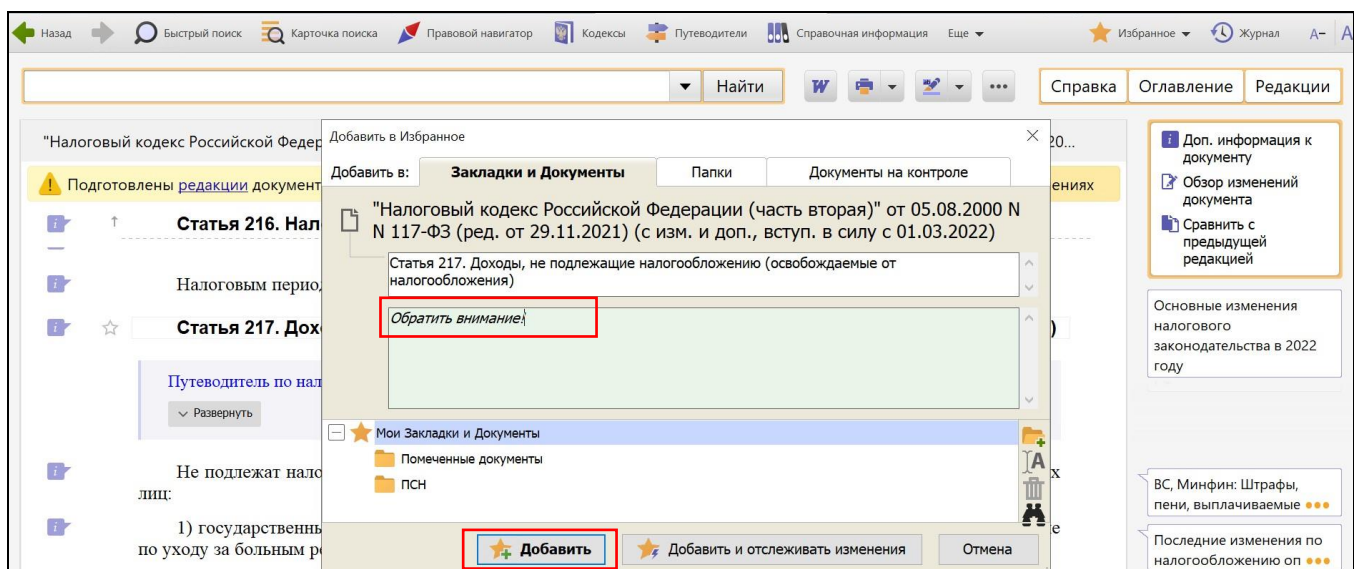 Назад Быстрый поиск Карточка поиска Правовой навигатор Кодексы Путеводители Справочная информация Еще Избранное Журнал А− А
Найти W Справка Оглавление Редакции
"Налоговый кодекс Российской Федер 20...
Подготовлены редакции документ ениях
Статья 216. Нал
Налоговым перио
Статья 217. Дох )
Путеводитель по нал
Развернуть
Не подлежат нало х
лиц:
1) государственнь е
по уходу за больным р
Добавить в Избранное
Добавить в: Закладки и Документы Папки Документы на контроле
"Налоговый кодекс Российской Федерации (часть вторая)" от 05.08.2000 N
N 117-ФЗ (ред. от 29.11.2021) (с изм. и доп., вступ. в силу с 01.03.2022)
Статья 217. Доходы, не подлежащие налогообложению (освобождаемые от
налогообложения)
Обратить внимание!
Мои Закладки и Документы
Помеченные документы
ПСН
Добавить Добавить и отслеживать изменения Отмена
Доп. информация к
документу
Обзор изменений
документа
Сравнить с
предыдущей
редакцией
Основные изменения
налогового
законодательства в 2022
году
ВС, Минфин: Штрафы,
пени, выплачиваемые
Последние изменения по
налогообложению оп